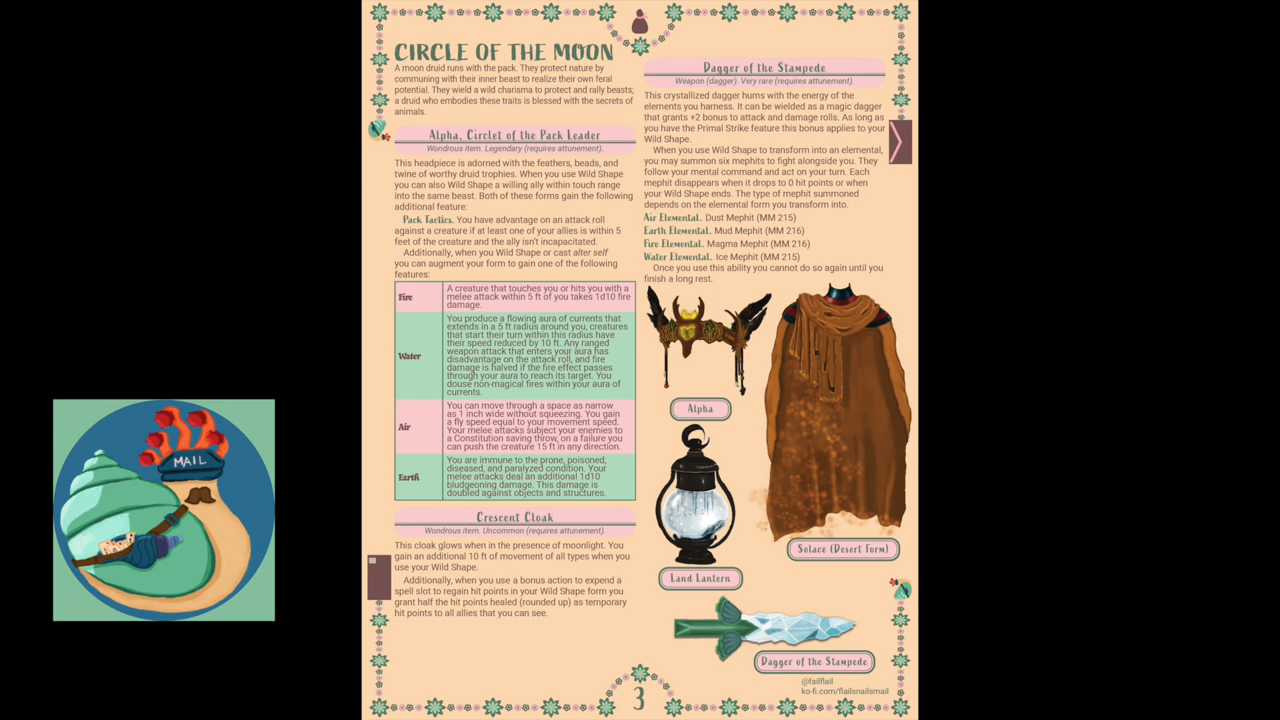 MAIL
CIRCLE OF THE MOON
A moon druid runs with the pack. They protect nature by
communing with their inner beast to realize their own feral
potential. They wield a wild charisma to protect and rally beasts;
a druid who embodies these traits is blessed with the secrets of
animals.
Alpha, Circlet of the Pack Leader
Wondrous item. Legendary (requires attunement).
This headpiece is adorned with the feathers, beads, and
twine of worthy druid trophies. When you use Wild Shape
you can also Wild Shape a willing ally within touch range
into the same beast. Both of these forms gain the following
additional feature:
Pack Tactics. You have advantage on an attack roll
against a creature if at least one of your allies is within 5
feet of the creature and the ally isn't incapacitated.
Additionally, when you Wild Shape or cast alter self
you can augment your form to gain one of the following
features:
Fire
A creature that touches you or hits you with a
melee attack within 5 ft of you takes 1d10 fire
damage.
Water
You produce a flowing aura of currents that
extends in a 5 ft radius around you, creatures
that start their turn within this radius have
their speed reduced by 10 ft. Any ranged
weapon attack that enters your aura has
disadvantage on the attack roll, and fire
damage is halved if the fire effect passes
through your aura to reach its target. You
douse non-magical fires within your aura of
currents.
Air
You can move through a space as narrow
as 1 inch wide without squeezing. You gain
a fly speed equal to your movement speed.
Your melee attacks subject your enemies to
a Constitution saving throw, on a failure you
can push the creature 15 ft in any direction.
Earth
You are immune to the prone, poisoned,
diseased, and paralyzed condition. Your
melee attacks deal an additional 1d10
bludgeoning damage. This damage is
doubled against objects and structures.
Crescent Cloak
Wondrous item. Uncommon (requires attunement).
This cloak glows when in the presence of moonlight. You
gain an additional 10 ft of movement of all types when you
use your Wild Shape.
Additionally, when you use a bonus action to expend a
spell slot to regain hit points in your Wild Shape form you
grant half the hit points healed (rounded up) as temporary
hit points to all allies that you can see.
Dagger of the Stampede
Weapon (dagger). Very rare (requires attunement).
This crystallized dagger hums with the energy of the
elements you harness. It can be wielded as a magic dagger
that grants +2 bonus to attack and damage rolls. As long as
you have the Primal Strike feature this bonus applies to your
Wild Shape.
When you use Wild Shape to transform into an elemental,
you may summon six mephits to fight alongside you. They
follow your mental command and act on your turn. Each
mephit disappears when it drops to 0 hit points or when
your Wild Shape ends. The type of mephit summoned
depends on the elemental form you transform into.
Air Elemental. Dust Mephit (MM 215)
Earth Elemental. Mud Mephit (MM 216)
Fire Elemental. Magma Mephit (MM 216)
Water Elemental. Ice Mephit (MM 215)
Once you use this ability you cannot do so again until you
finish a long rest.
Alpha
Solace (Desert Form)
Land Lantern
Dagger of the Stampede
@failflail
ko-fi.com/flailsnailsmail
3